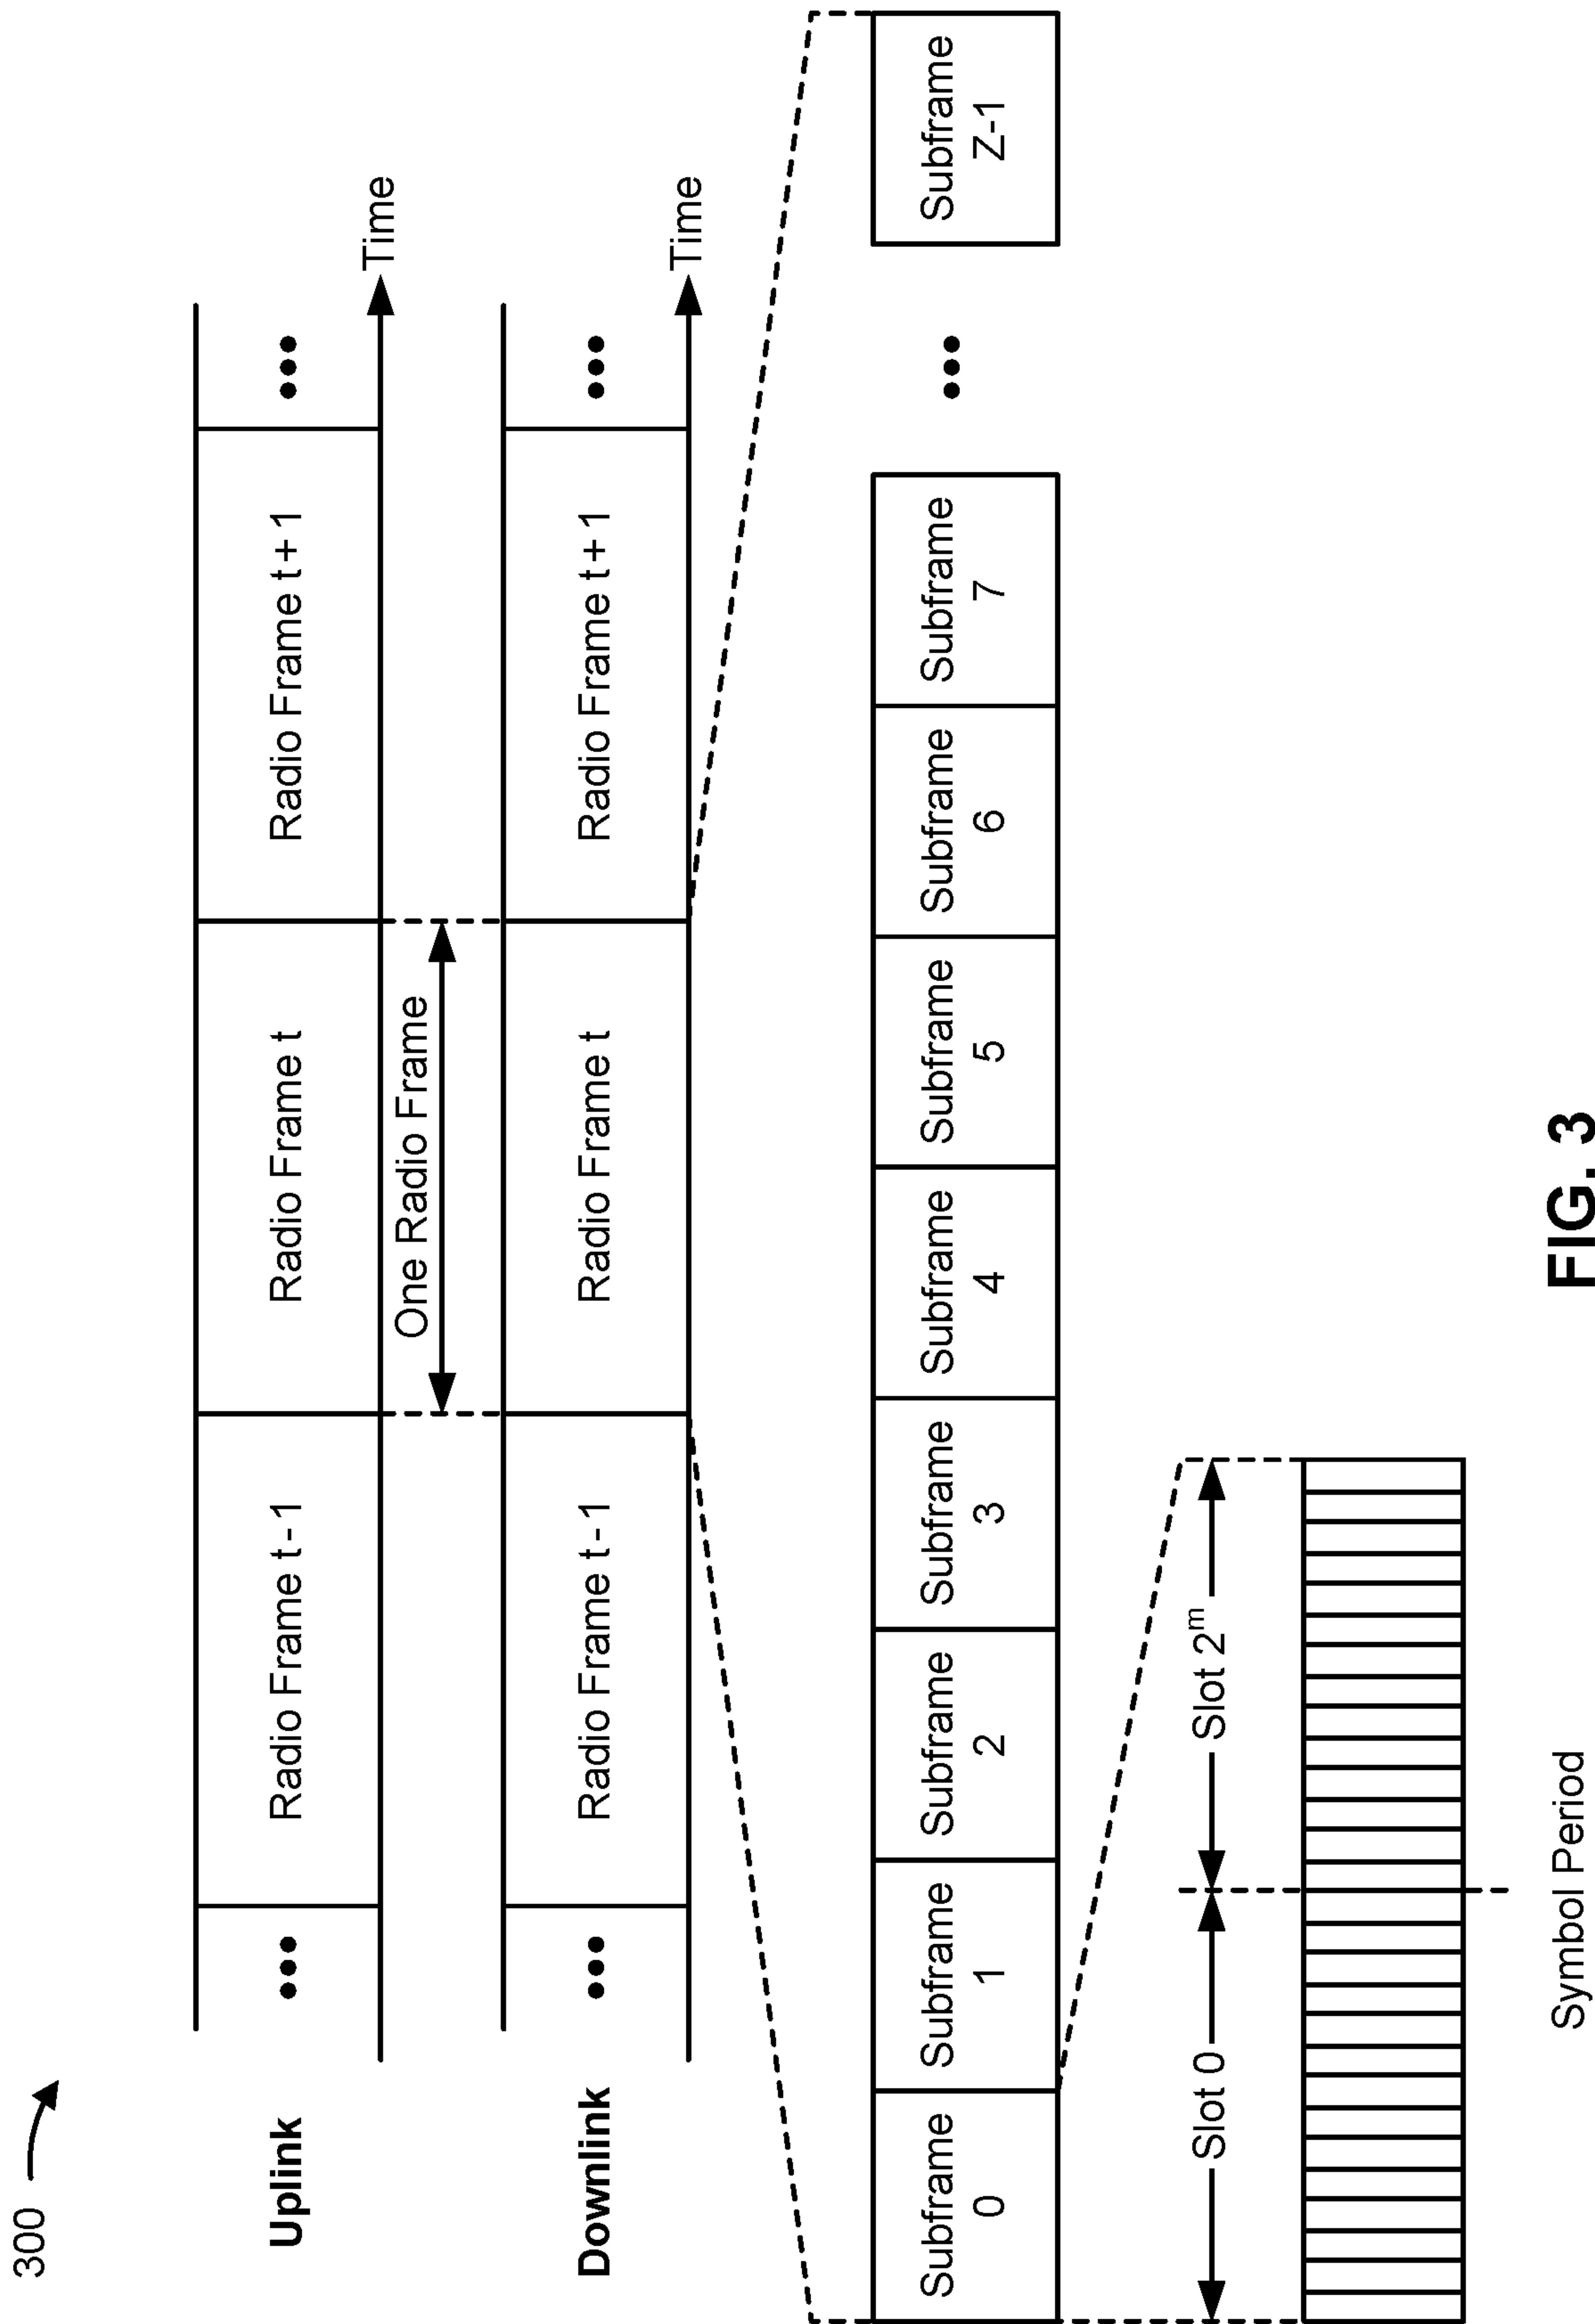 300
Uplink
Radio Frame t-1
Radio Frame t
Radio Frame t+1
Time
One Radio Frame
Downlink
Radio Frame t-1
Radio Frame t
Radio Frame t+1
Time
Subframe
0
Subframe
1
Subframe
2
Subframe
3
Subframe
4
Subframe
5
Subframe
6
Subframe
7
Subframe
Z-1
Slot 0
Slot 2ᵐ
Symbol Period
FIG. 3